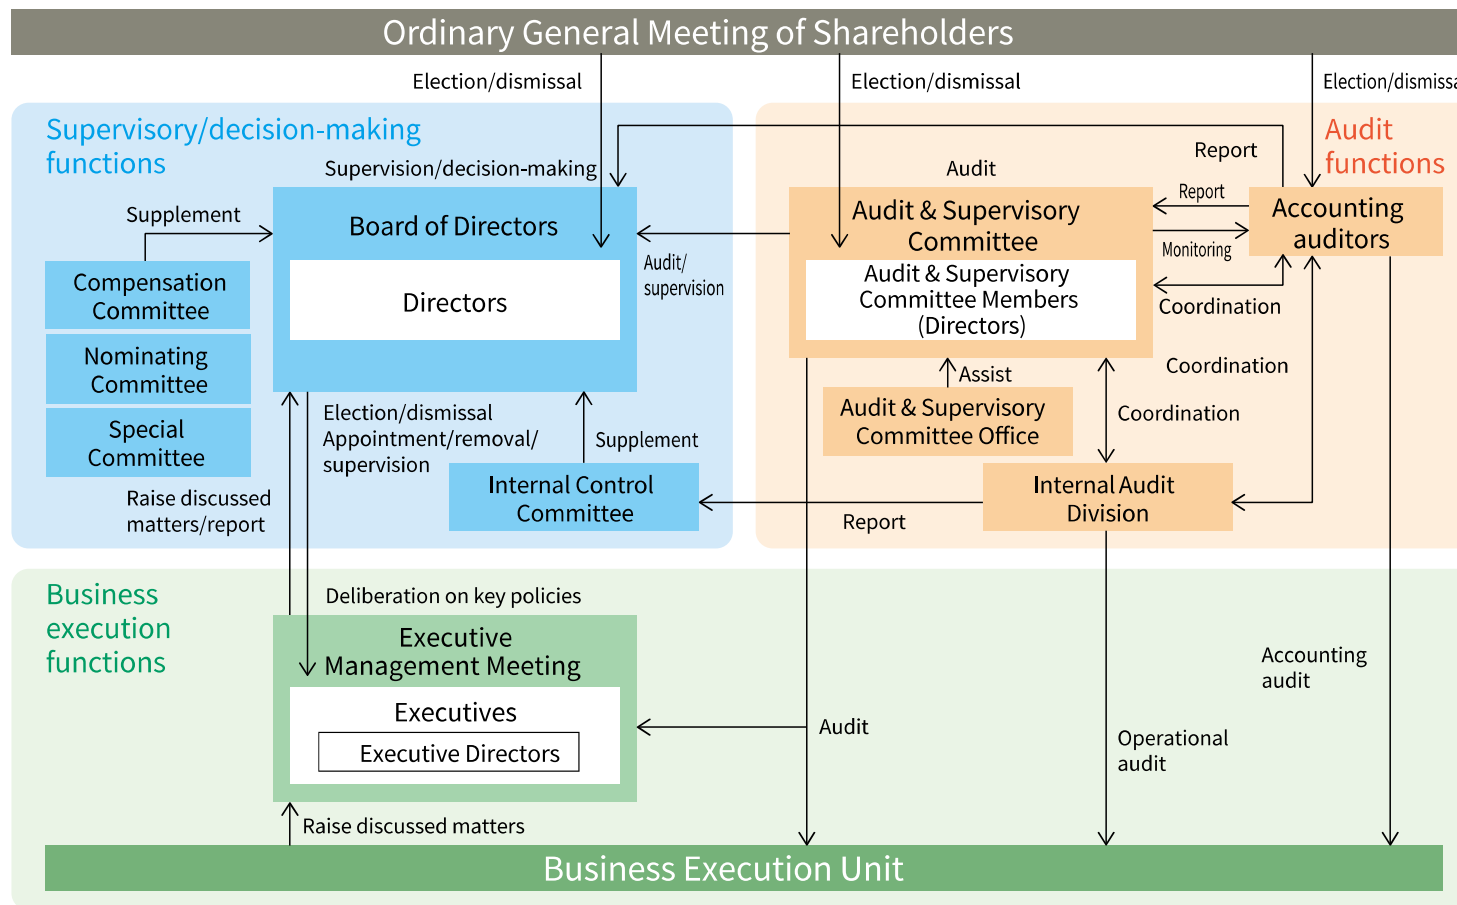 Ordinary General Meeting of Shareholders
Election/dismissal
Election/dismissal
Election/dismissal
Supervisory/decision-making
functions
Supervision/decision-making
Supplement
Board of Directors
Directors
Compensation
Committee
Nominating
Committee
Special
Committee
Audit/
supervision
Election/dismissal
Appointment/removal/
supervision
Supplement
Internal Control
Committee
Raise discussed
matters/report
Audit
functions
Report
Audit
Report
Audit & Supervisory
Committee
Audit & Supervisory
Committee Members
(Directors)
Accounting
auditors
Monitoring
Coordination
Coordination
Assist
Audit & Supervisory
Committee Office
Coordination
Internal Audit
Division
Report
Business
execution
functions
Deliberation on key policies
Executive
Management Meeting
Executives
Executive Directors
Audit
Operational
audit
Accounting
audit
Raise discussed matters
Business Execution Unit